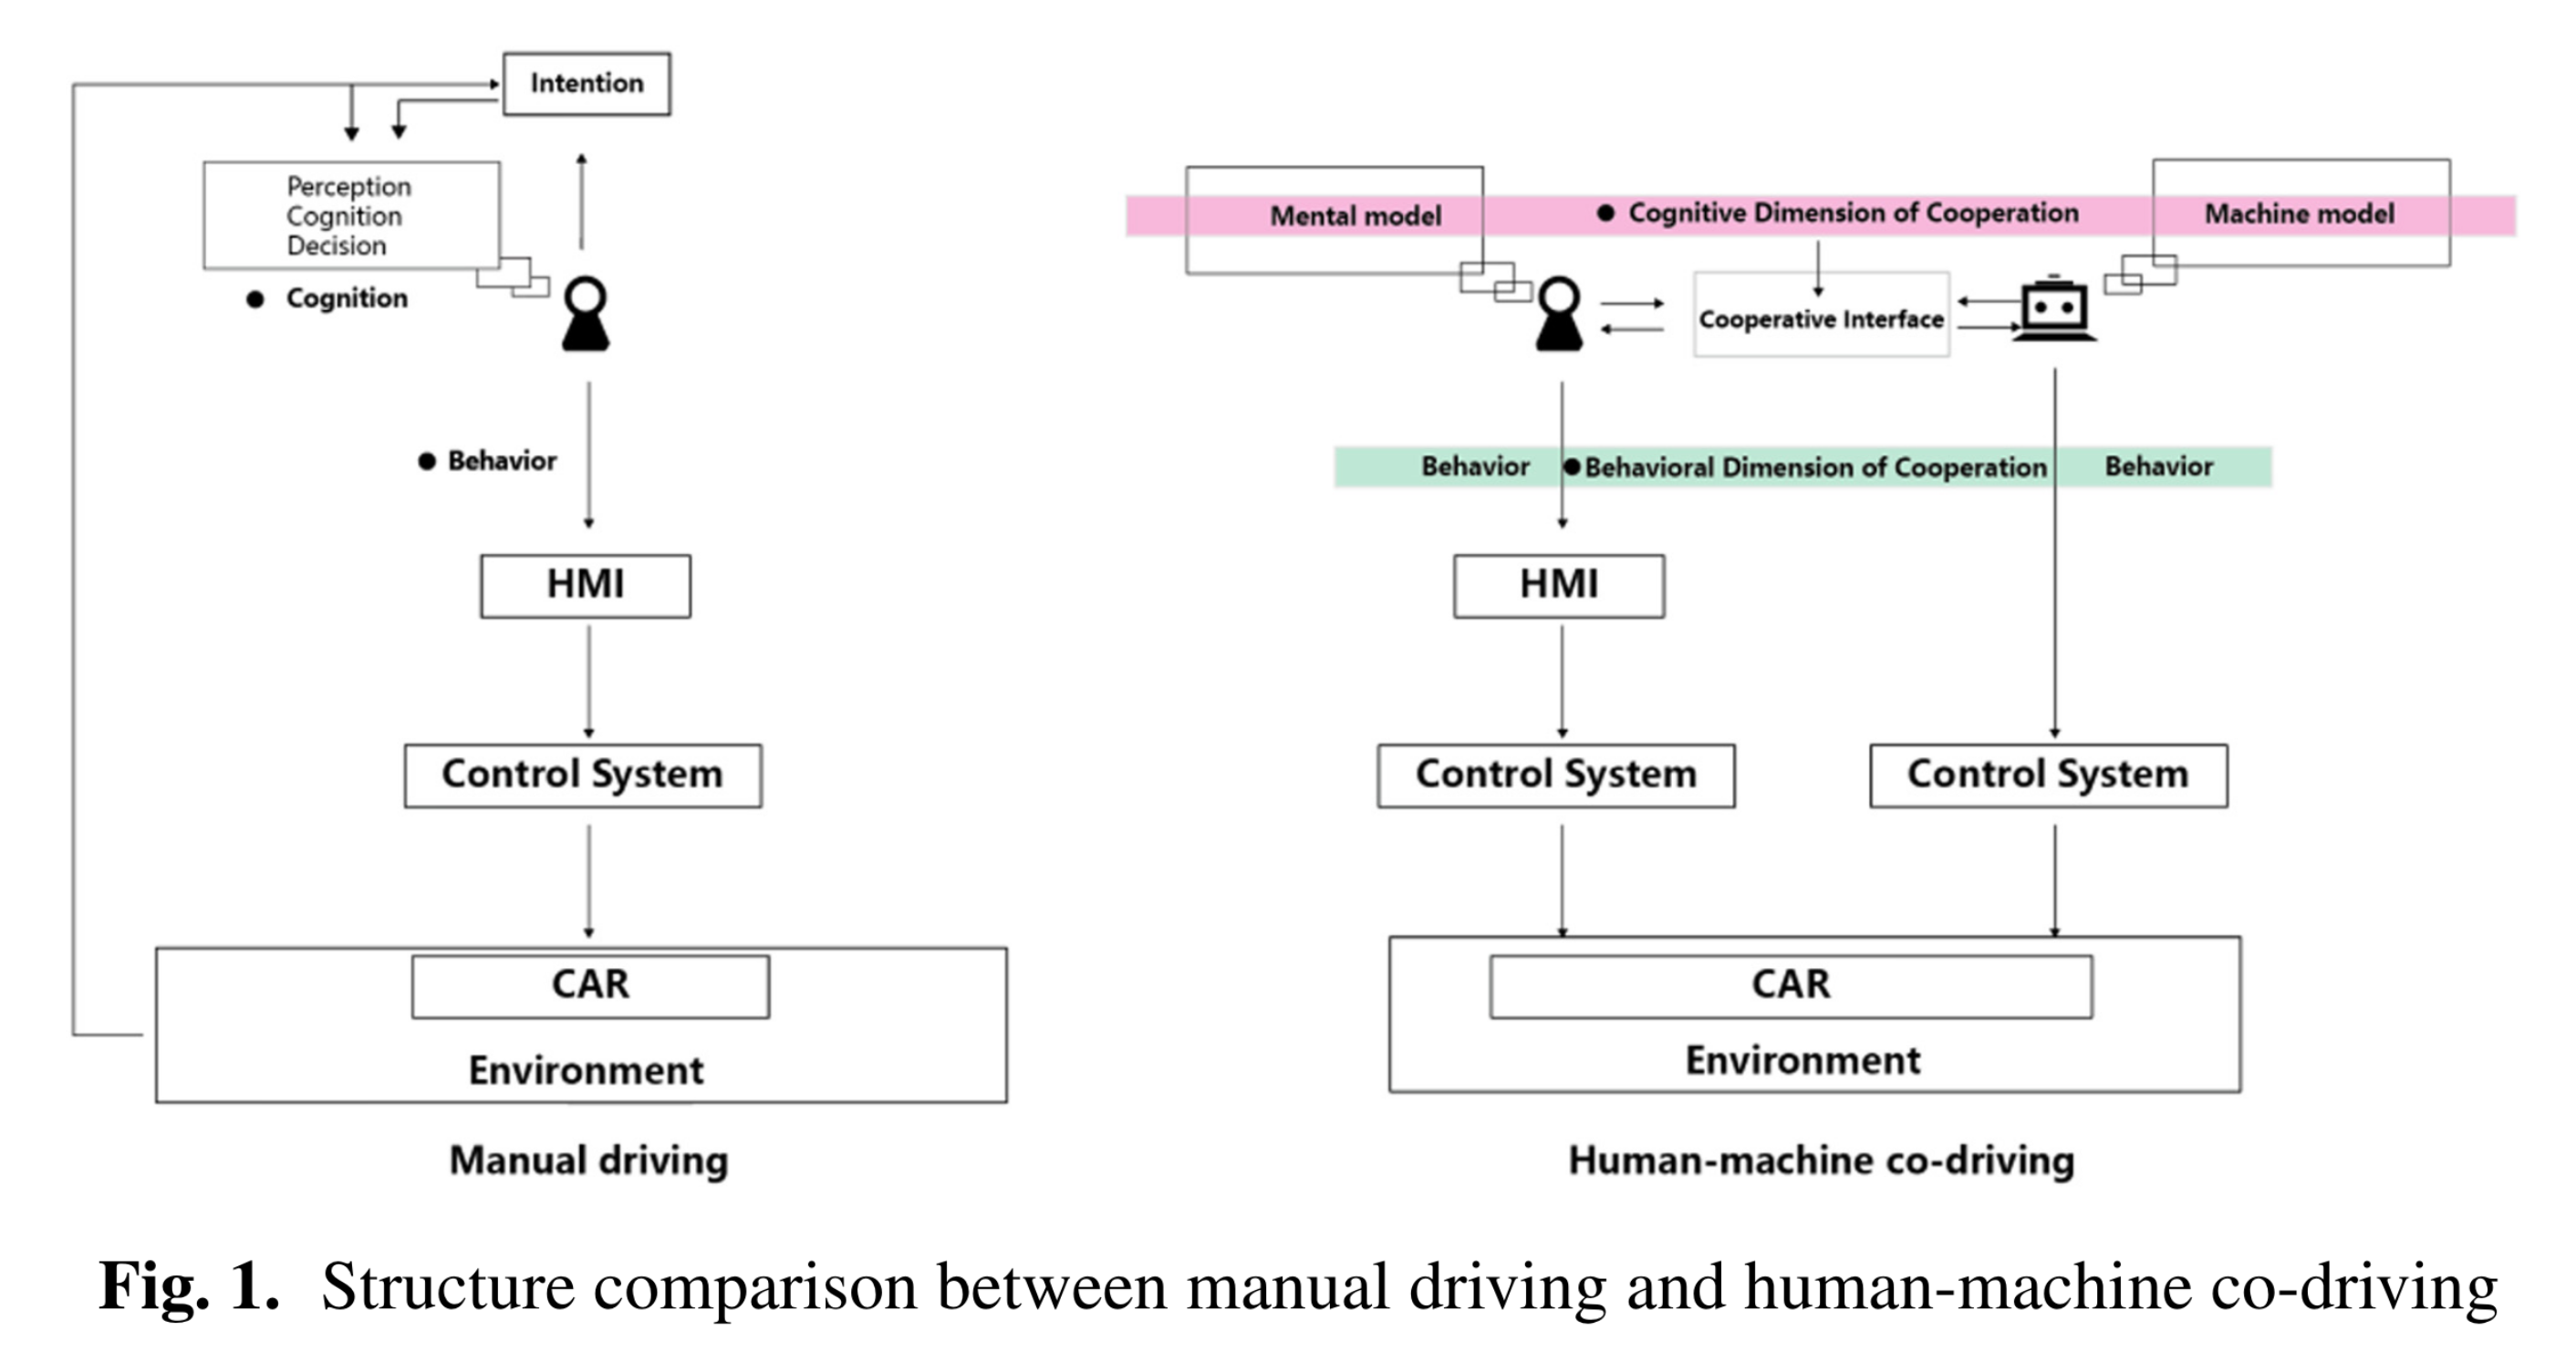 Intention
Perception
Cognition
Decision
Cognition
Behavior
HMI
Control System
CAR
Environment
Manual driving
Mental model
Cognitive Dimension of Cooperation
Machine model
Cooperative Interface
Behavior
Behavioral Dimension of Cooperation
Behavior
HMI
Control System
Control System
CAR
Environment
Human-machine co-driving
Fig. 1. Structure comparison between manual driving and human-machine co-driving